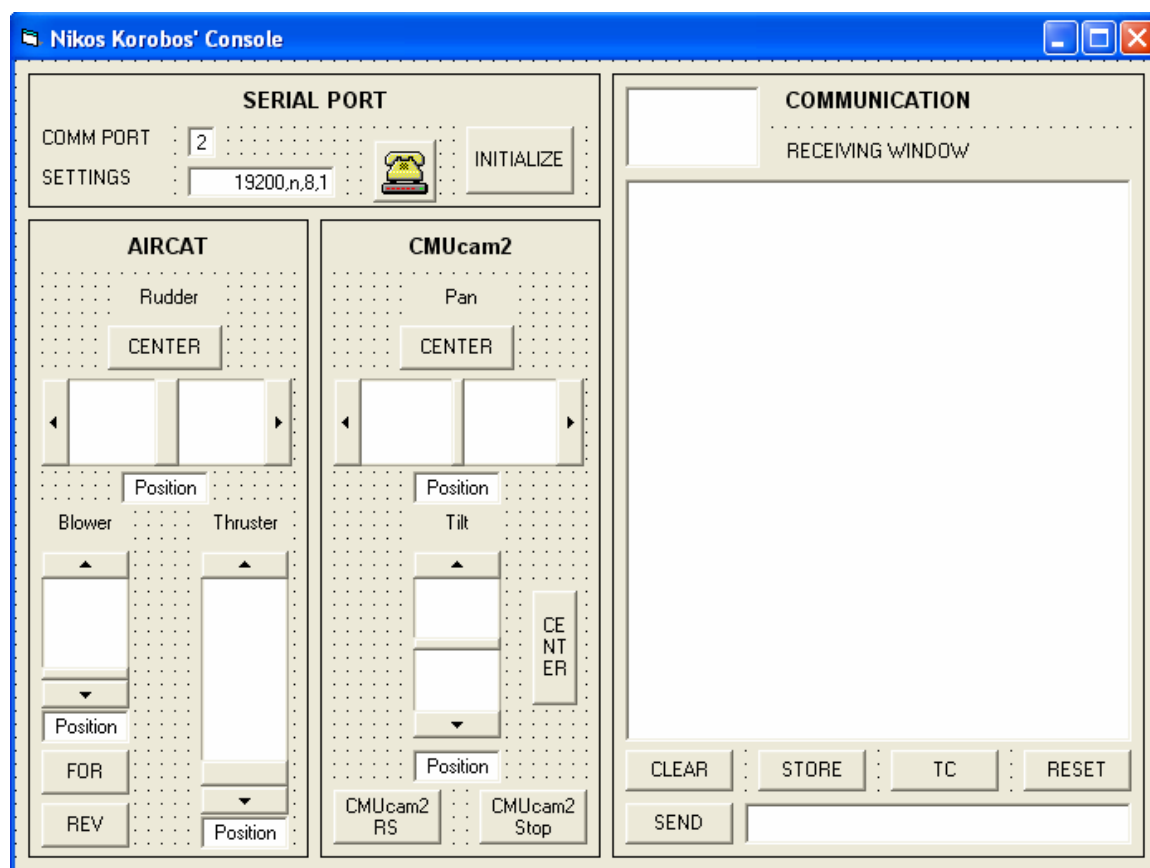 Nikos Korobos' Console
SERIAL PORT
COMM PORT
2
SETTINGS
19200,n,8,1
INITIALIZE
AIRCAT
Rudder
CENTER
Position
Blower
Thruster
Position
FOR
REV
Position
CMUcam2
Pan
CENTER
Position
Tilt
CE
NT
ER
Position
CMUcam2
RS
CMUcam2
Stop
COMMUNICATION
RECEIVING WINDOW
CLEAR
STORE
TC
RESET
SEND